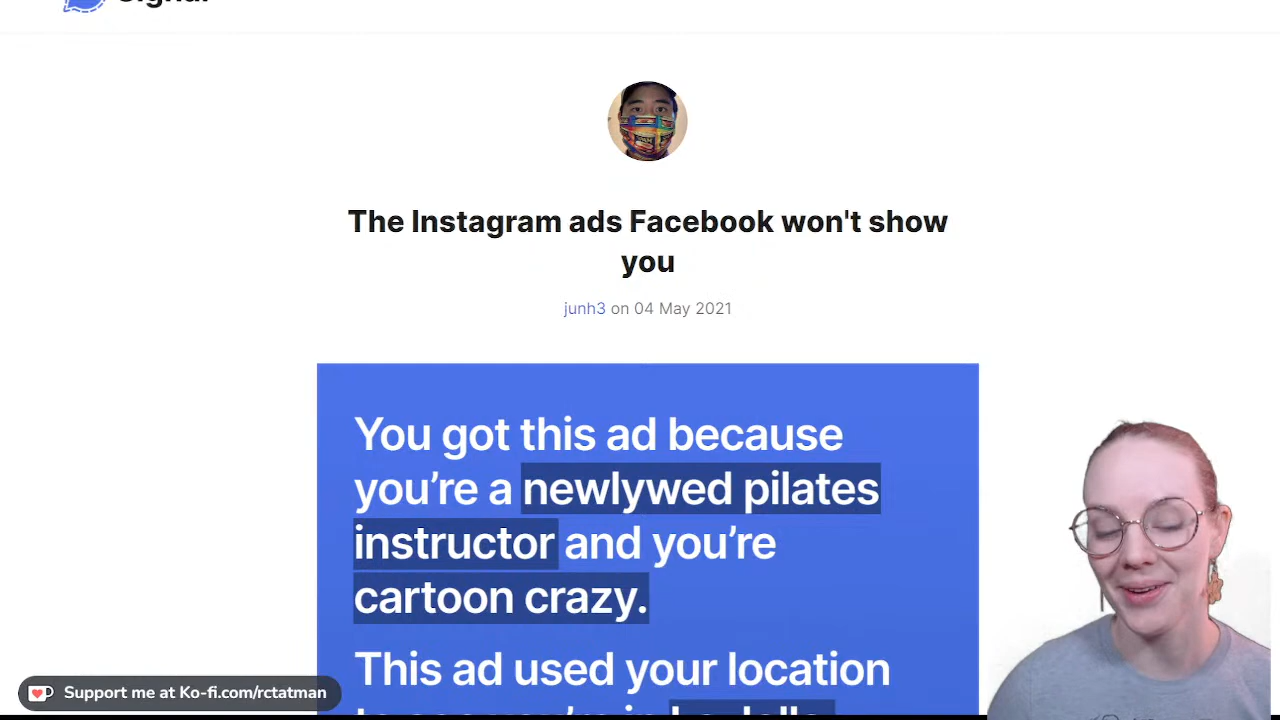 Signal
The Instagram ads Facebook won't show
you
junh3 on 04 May 2021
You got this ad because
you're a newlywed pilates
instructor and you're
cartoon crazy.
This ad used your location
Support me at Ko-fi.com/rctatman